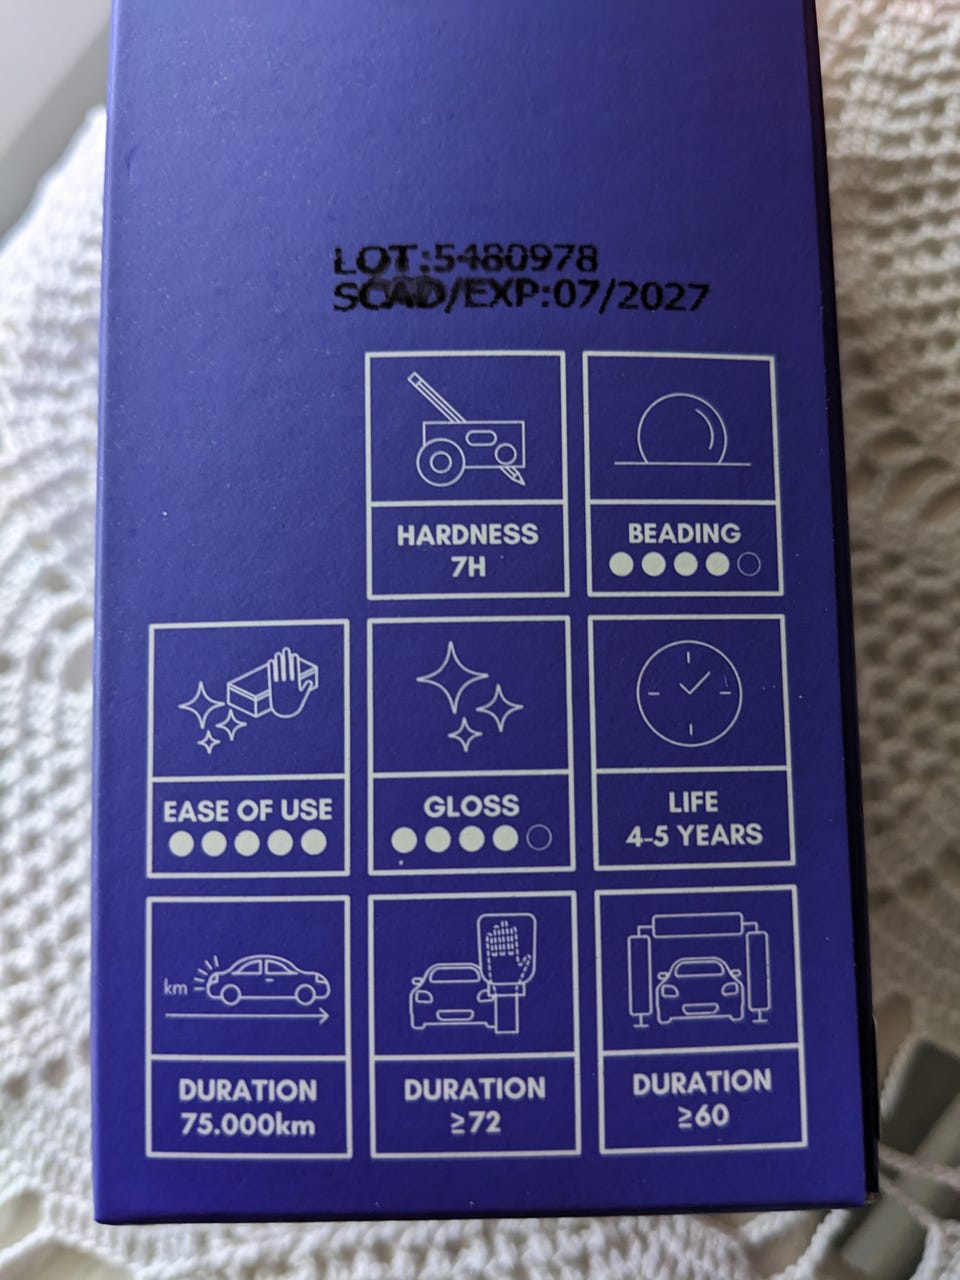 LOT:5480978
SCAD/EXP:07/2027
HARDNESS
7H
BEADING
EASE OF USE
GLOSS
LIFE
4-5 YEARS
km
DURATION
75.000km
DURATION
≥72
DURATION
≥60